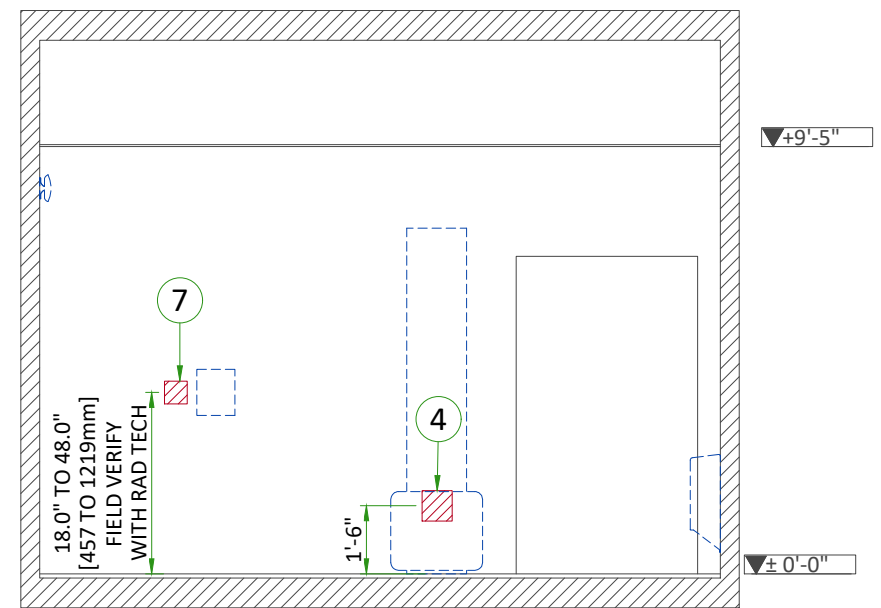 +9'-5"
7
4
18.0" TO 48.0"
[457 TO 1219mm]
FIELD VERIFY
WITH RAD TECH
1'-6"
± 0'-0"